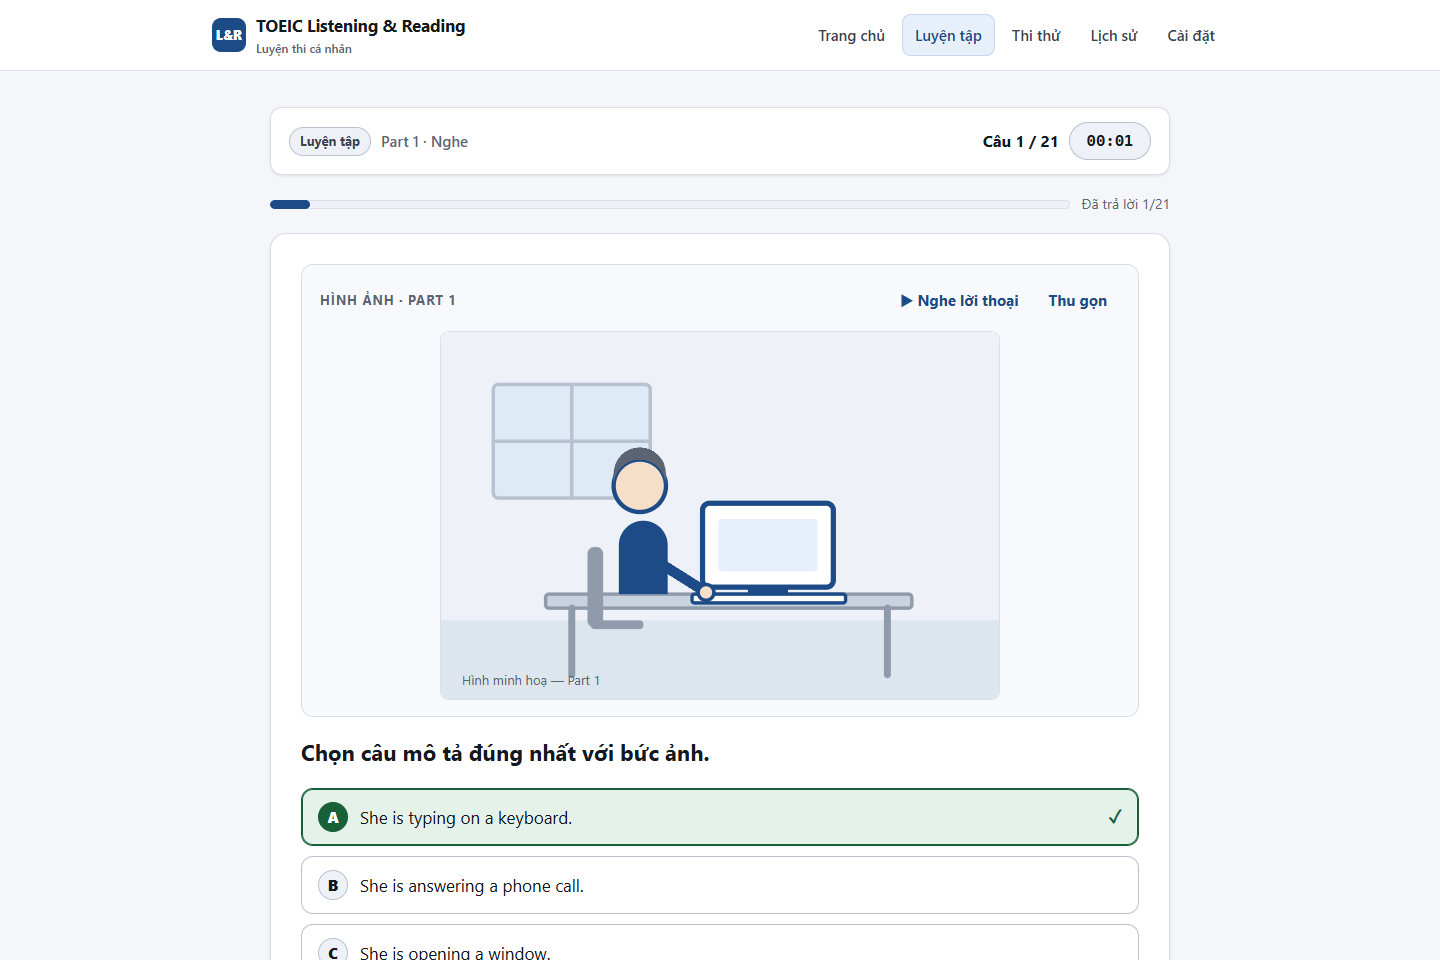 L&R
TOEIC Listening & Reading
Luyện thi cá nhân
Trang chủ
Luyện tập
Thi thử
Lịch sử
Cài đặt
Luyện tập
Part 1 · Nghe
Câu 1 / 21
00:01
Đã trả lời 1/21
HÌNH ẢNH · PART 1
▶ Nghe lời thoại
Thu gọn
Hình minh hoạ — Part 1
Chọn câu mô tả đúng nhất với bức ảnh.
A She is typing on a keyboard. ✓
B She is answering a phone call.
C She is opening a window.